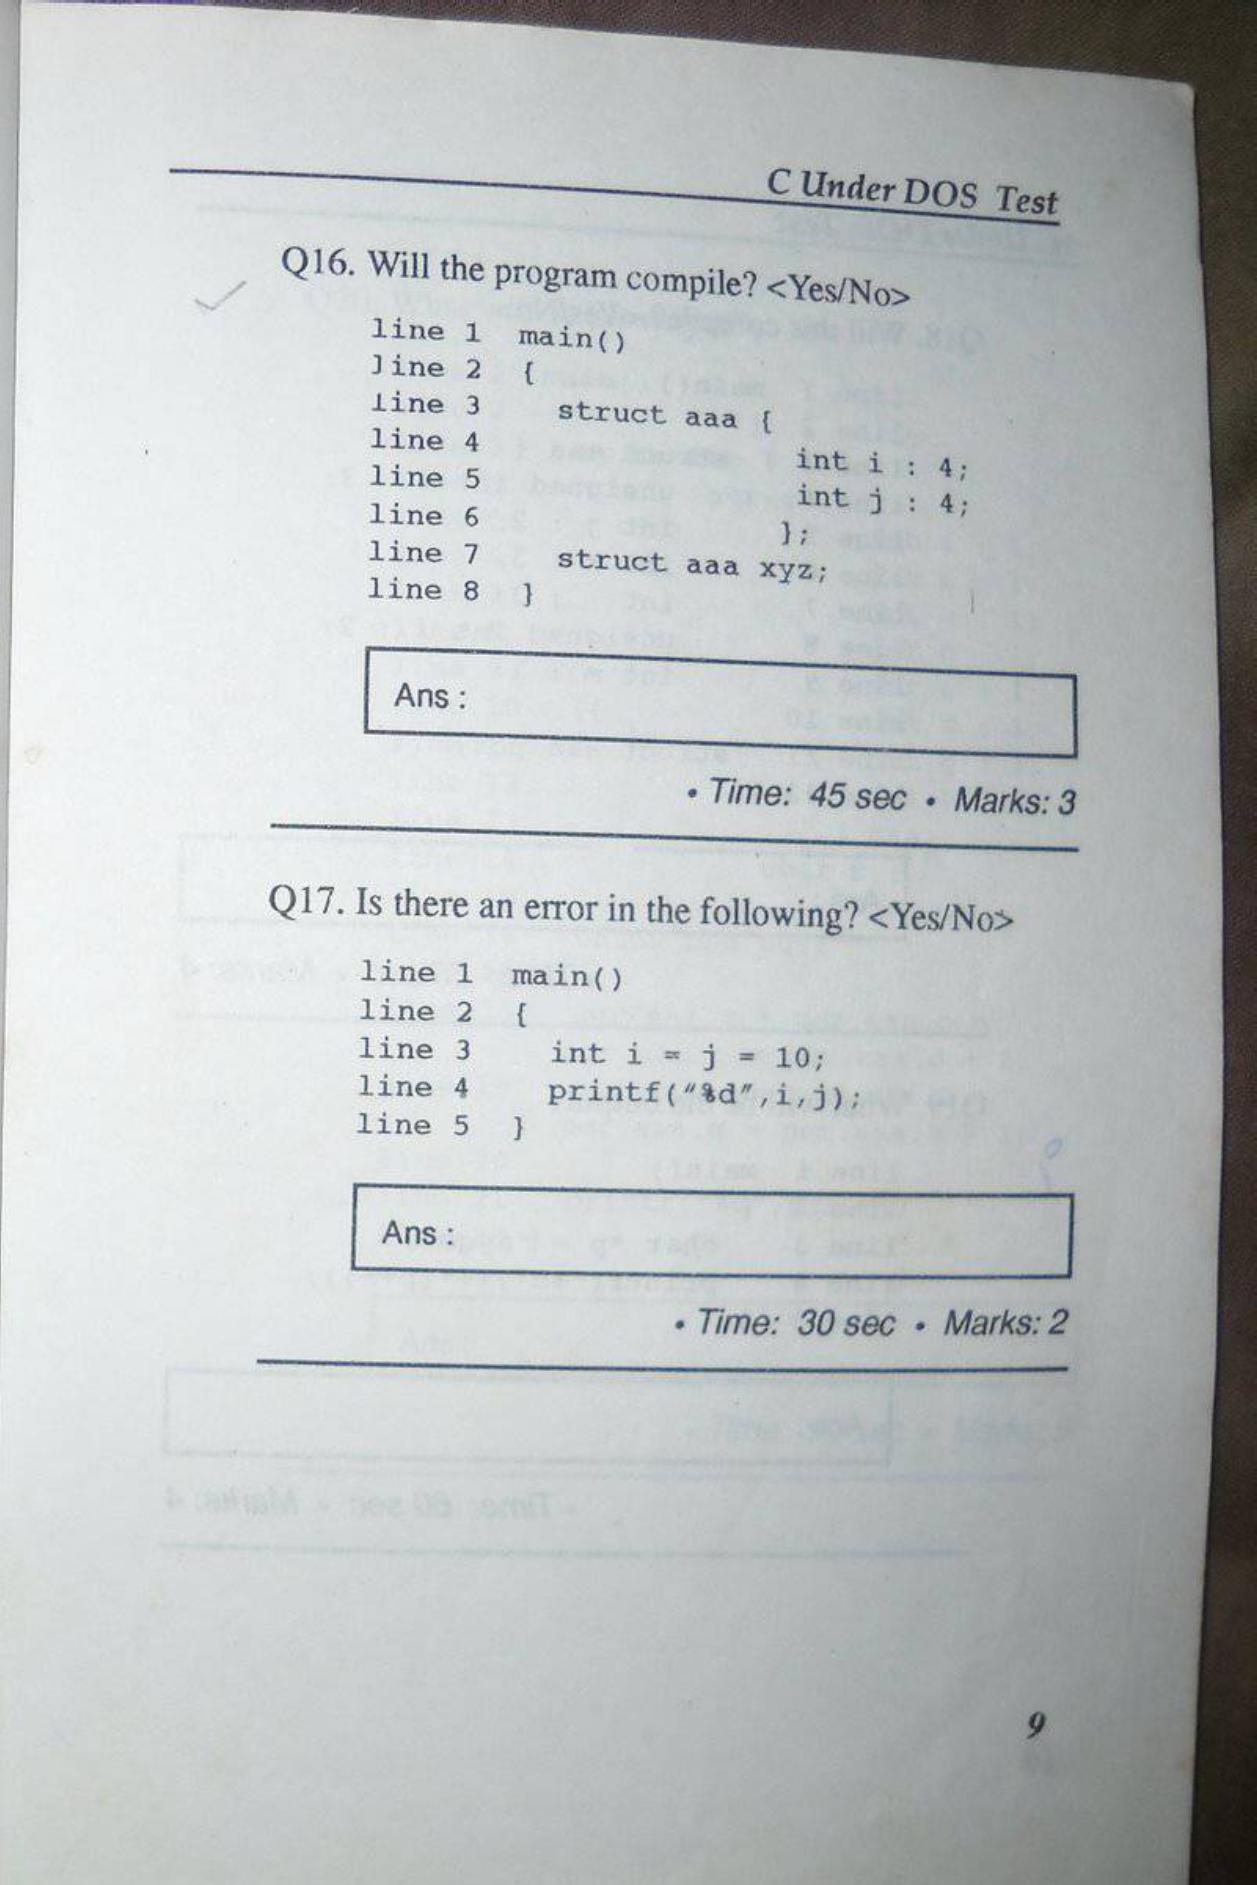 C Under DOS Test
Q16. Will the program compile? <Yes/No>
line 1 main()
line 2 {
line 3 struct aaa {
line 4 int i : 4;
line 5 int j : 4;
line 6 };
line 7 struct aaa xyz;
line 8 }
Ans :
• Time: 45 sec • Marks: 3
Q17. Is there an error in the following? <Yes/No>
line 1 main()
line 2 {
line 3 int i = j = 10;
line 4 printf("%d",i,j);
line 5 }
Ans :
• Time: 30 sec • Marks: 2
9